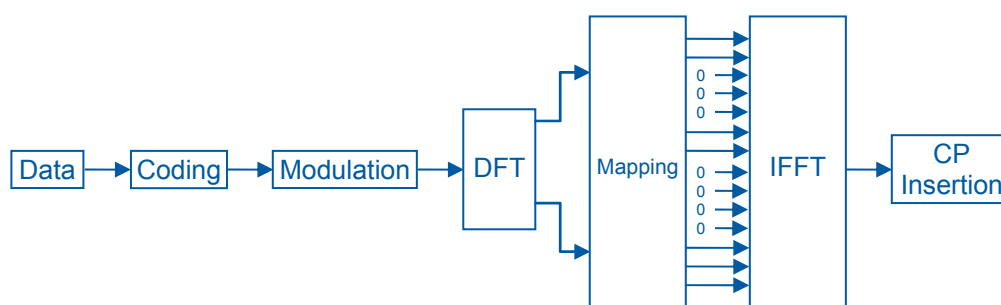 Data
Coding
Modulation
DFT
Mapping
0
0
0
0
0
0
0
IFFT
CP
Insertion